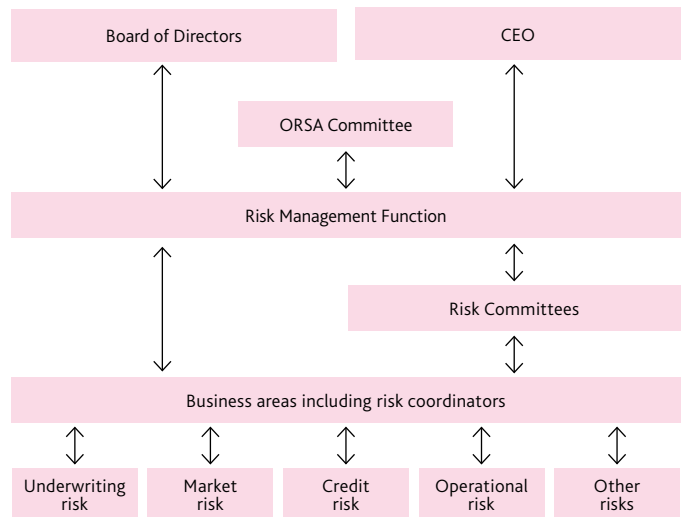 Board of Directors
CEO
ORSA Committee
Risk Management Function
Risk Committees
Business areas including risk coordinators
Underwriting
risk
Market
risk
Credit
risk
Operational
risk
Other
risks